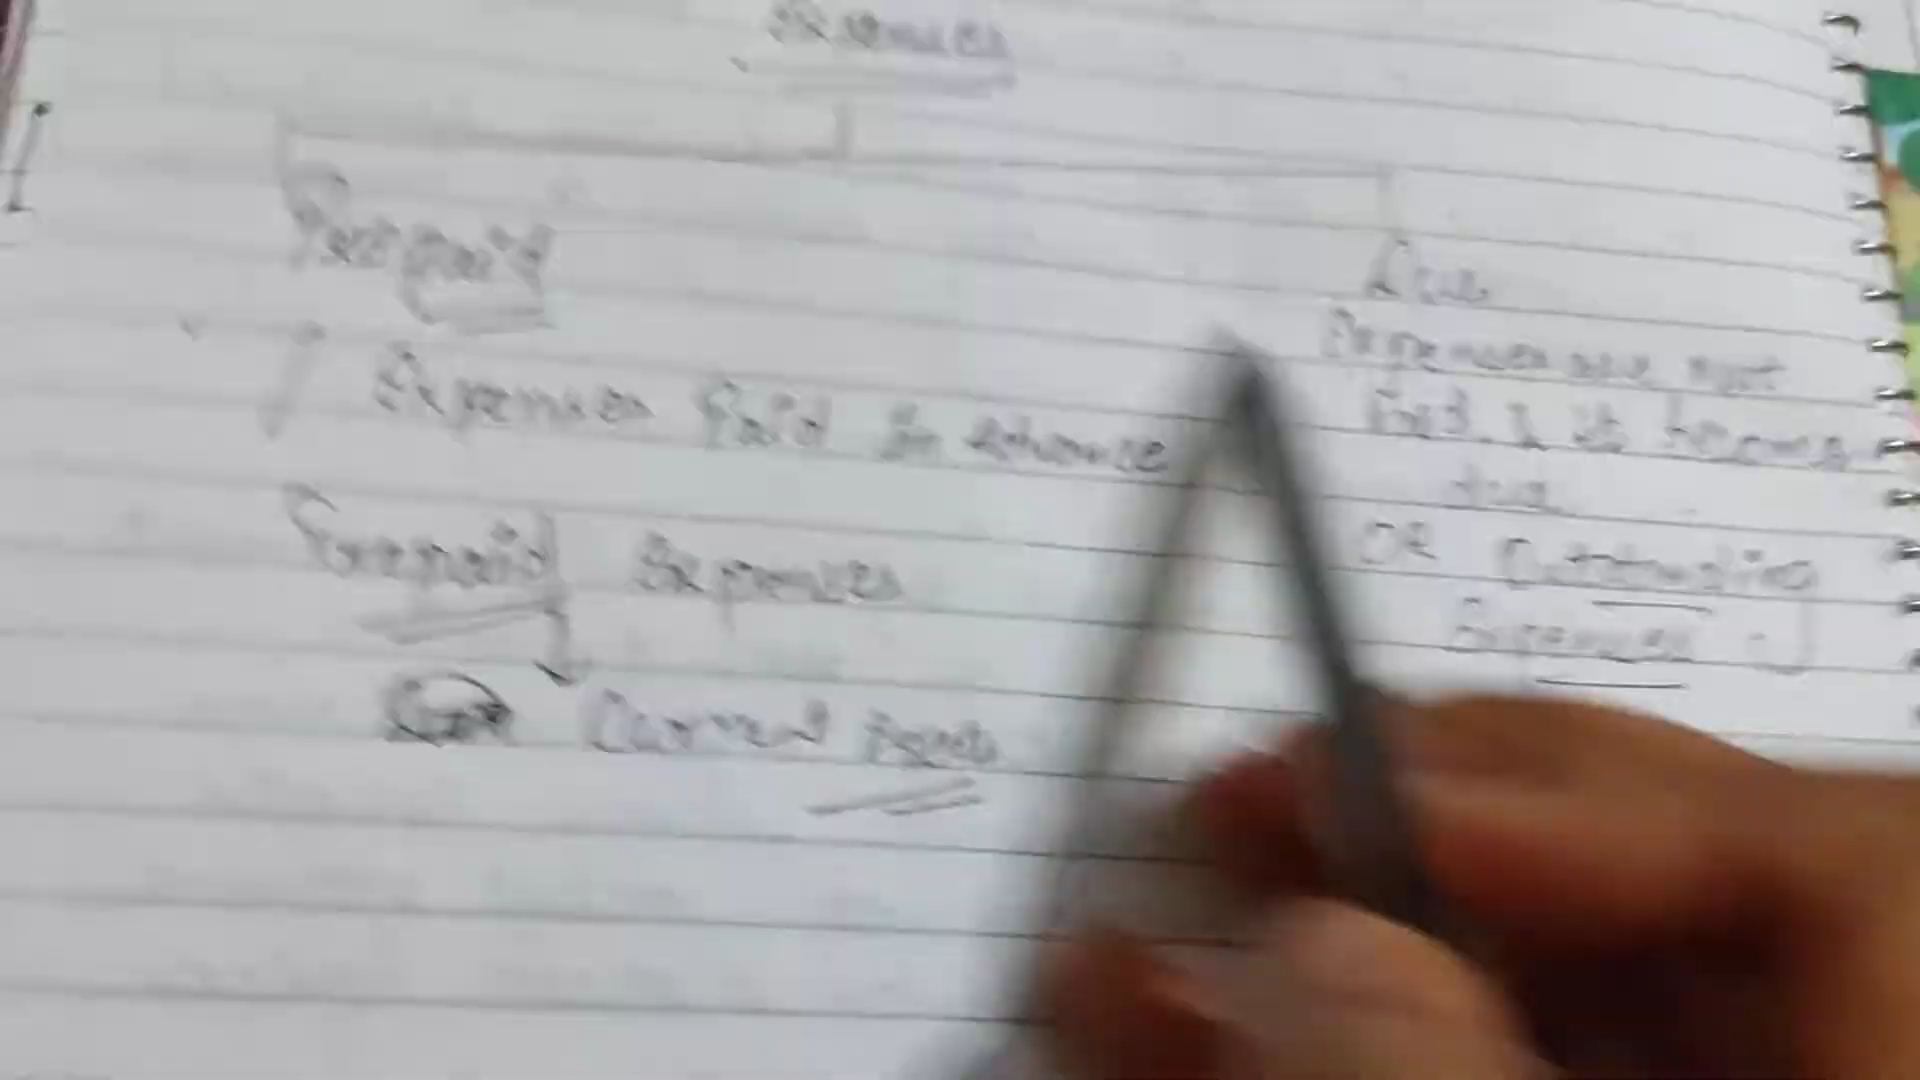 Expenses
Prepaid
Due
Expenses are not
Expenses Paid in advance
Paid. & it becomes
due
Prepaid Expenses
OR Outstanding
Expenses :-)
Current Assets